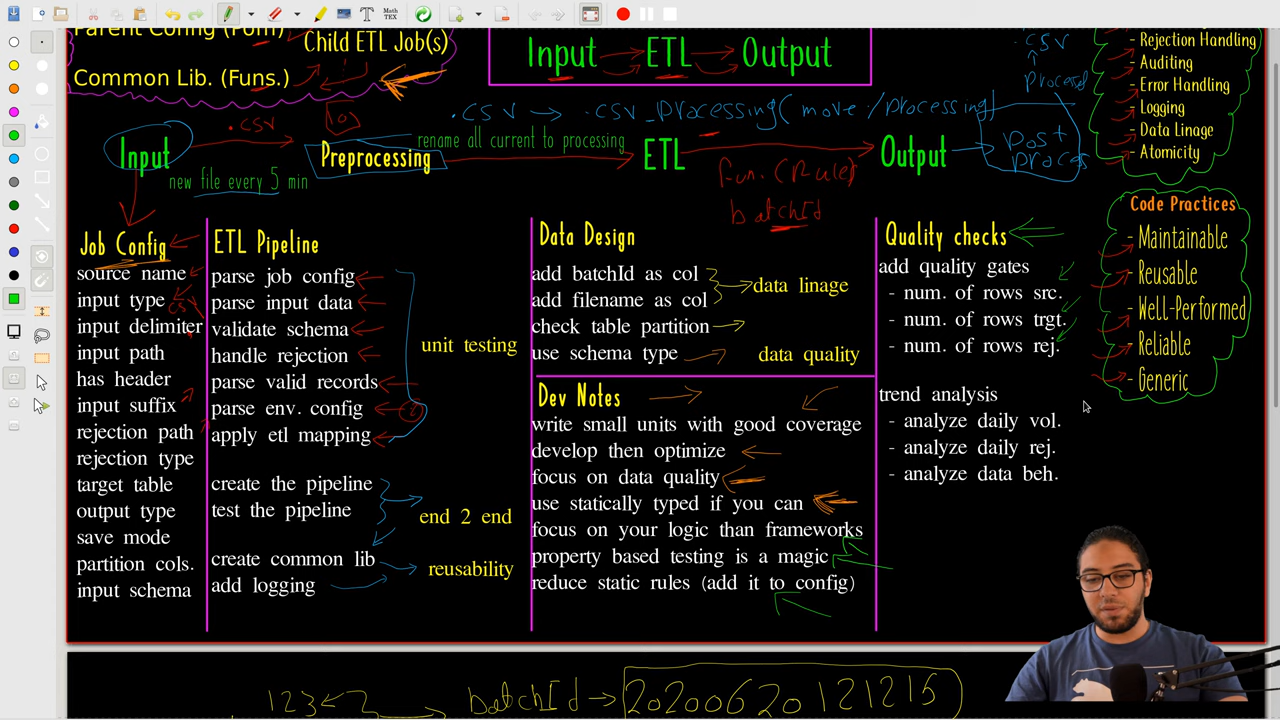 Math
TEX
Parent Config (Pom)
Child ETL Job(s)
Common Lib. (Funs.)
Input ETL Output
.csv
Processed
- Rejection Handling
- Auditing
- Error Handling
- Logging
- Data Linage
- Atomicity
.csv → .csv_processing (move :/processing)
.csv
rename all current to processing
Input
Preprocessing
ETL
Output
post
proces
new file every 5 min
fun. (Rule)
batchId
Job Config
source name
input type
csv
input delimiter
input path
has header
input suffix
rejection path
rejection type
target table
output type
save mode
partition cols.
input schema
ETL Pipeline
parse job config
parse input data
validate schema
handle rejection
parse valid records
parse env. config
apply etl mapping
unit testing
create the pipeline
test the pipeline
end 2 end
create common lib
add logging
reusability
Data Design
add batchId as col
add filename as col
data linage
check table partition
use schema type
data quality
Dev Notes
write small units with good coverage
develop then optimize
focus on data quality
use statically typed if you can
focus on your logic than frameworks
property based testing is a magic
reduce static rules (add it to config)
Quality checks
add quality gates
- num. of rows src.
- num. of rows trgt.
- num. of rows rej.
trend analysis
- analyze daily vol.
- analyze daily rej.
- analyze data beh.
Code Practices
- Maintainable
- Reusable
- Well-Performed
- Reliable
- Generic
123
batchId → 20200620121215